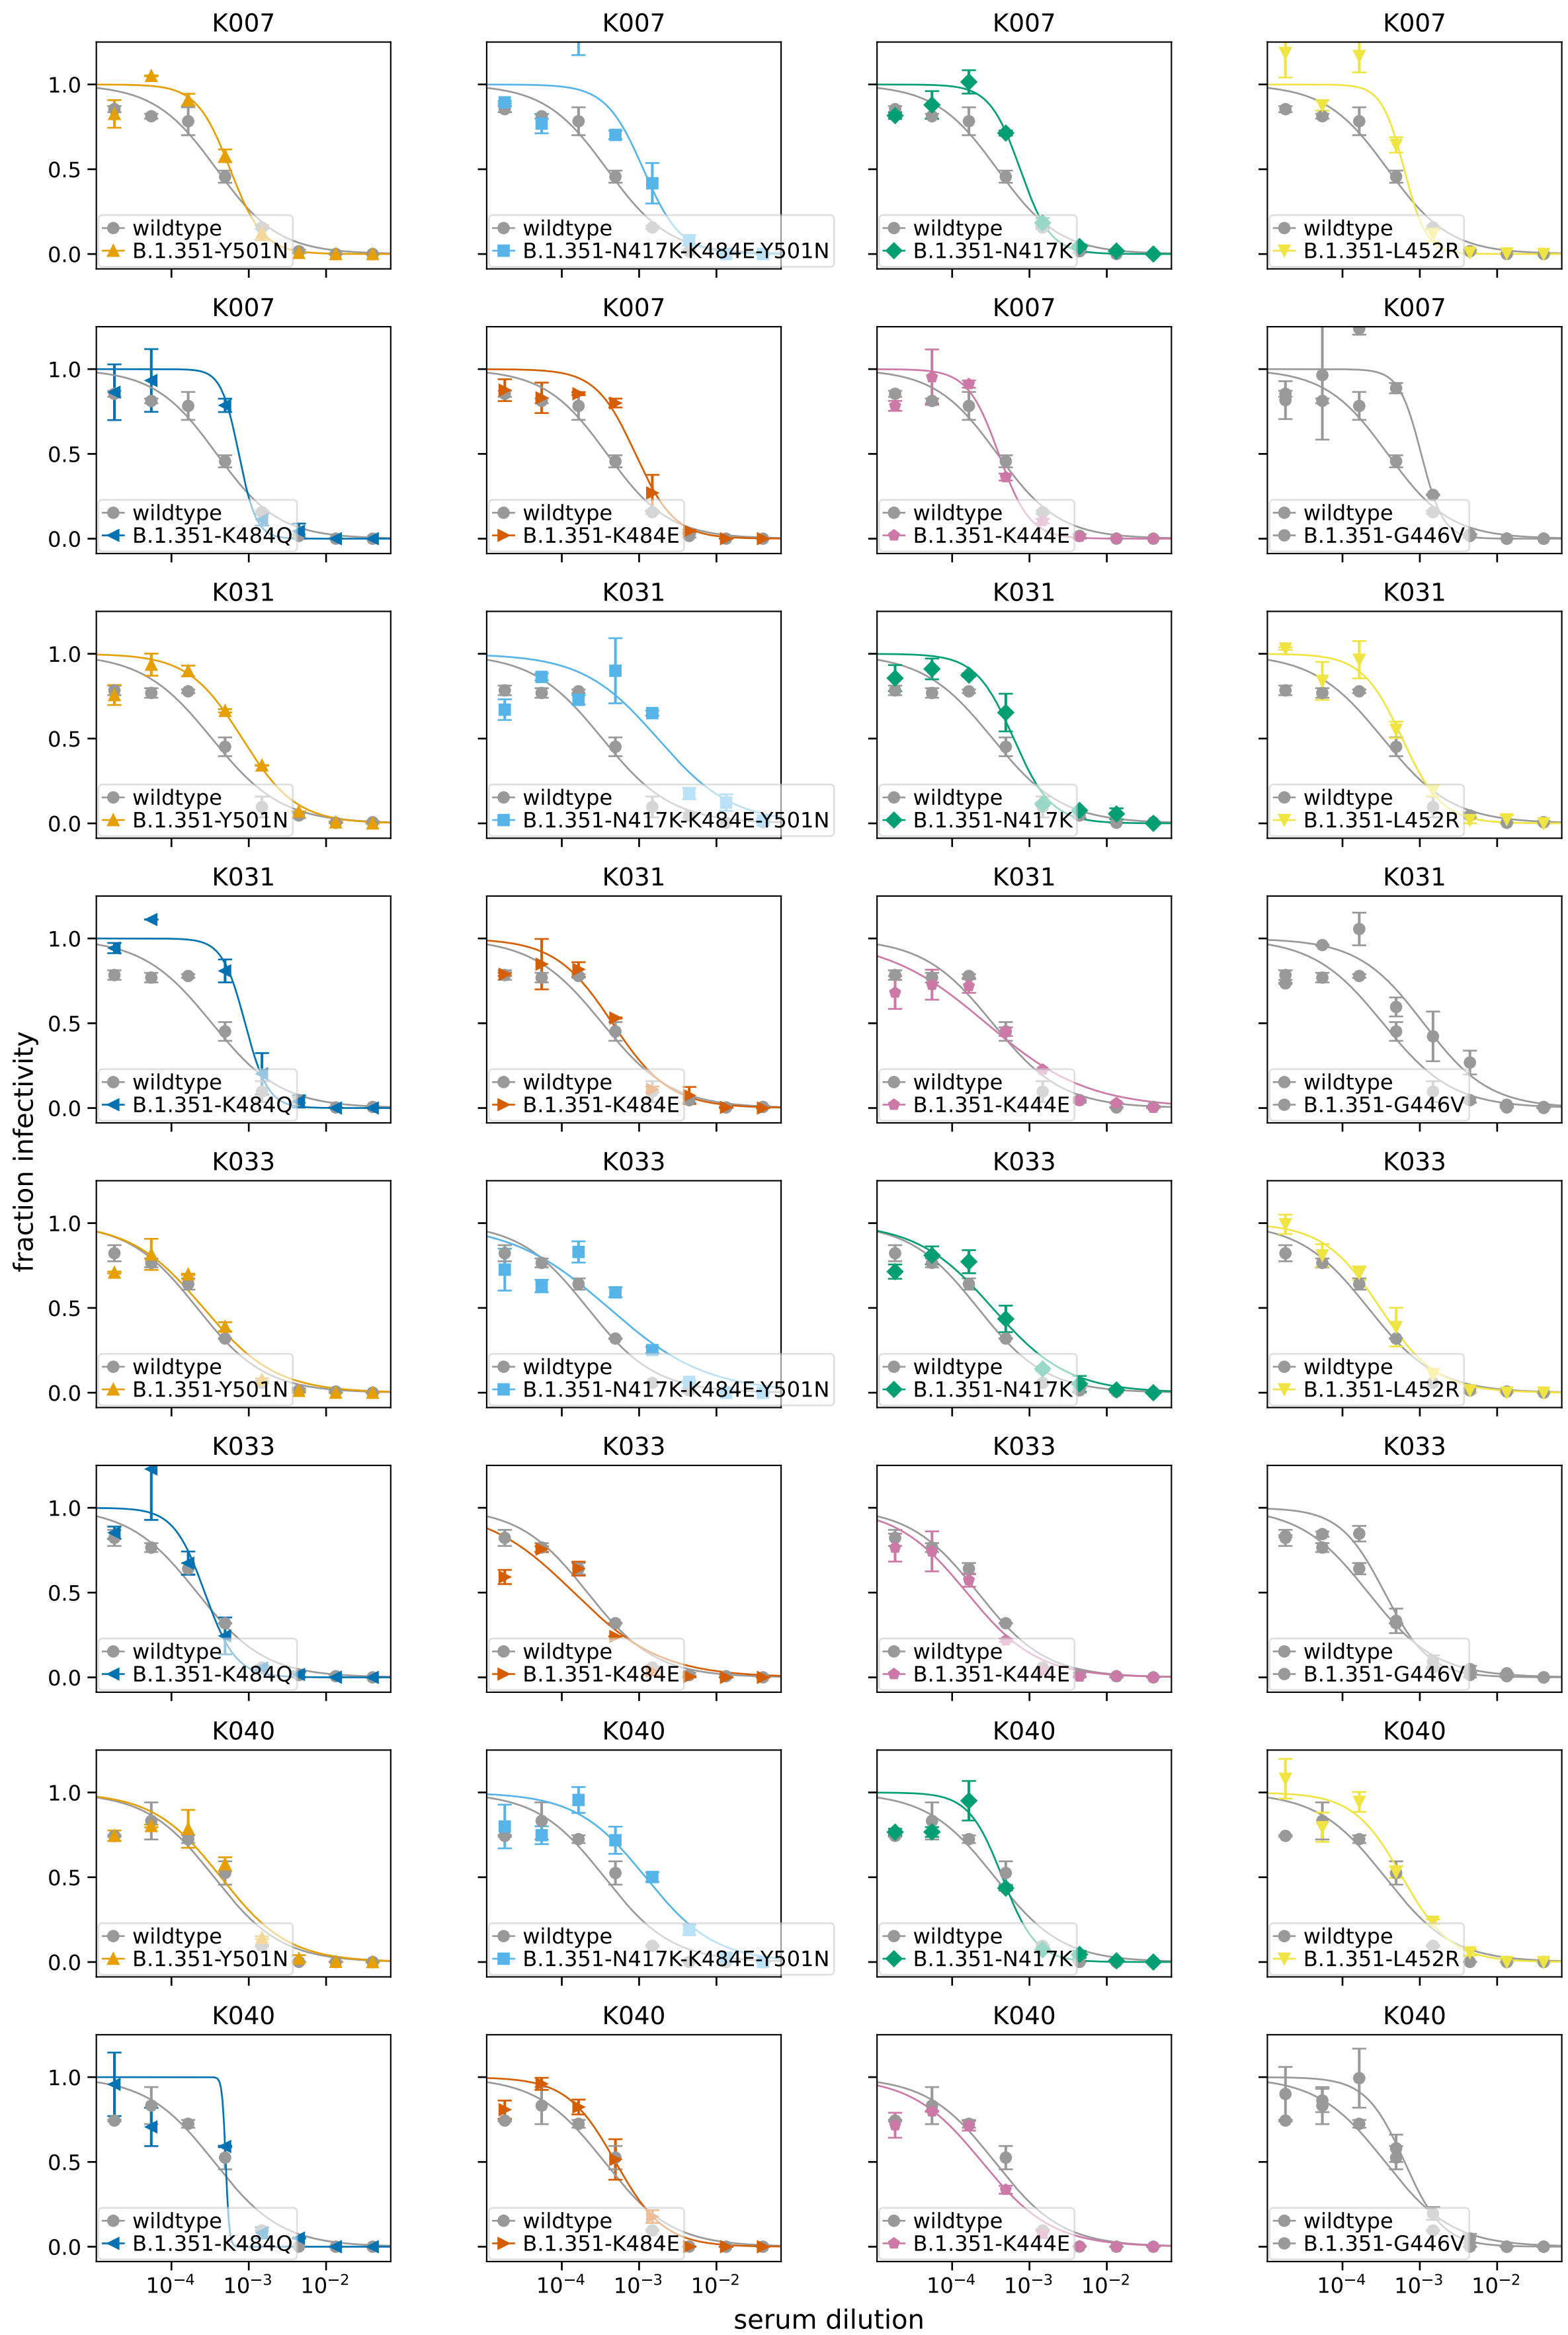 K007 K007 K007 K007
1.0
0.5
0.0
wildtype wildtype wildtype wildtype
B.1.351-Y501N B.1.351-N417K-K484E-Y501N B.1.351-N417K B.1.351-L452R
K007 K007 K007 K007
1.0
0.5
0.0
wildtype wildtype wildtype wildtype
B.1.351-K484Q B.1.351-K484E B.1.351-K444E B.1.351-G446V
K031 K031 K031 K031
1.0
0.5
0.0
wildtype wildtype wildtype wildtype
B.1.351-Y501N B.1.351-N417K-K484E-Y501N B.1.351-N417K B.1.351-L452R
K031 K031 K031 K031
1.0
0.5
0.0
wildtype wildtype wildtype wildtype
B.1.351-K484Q B.1.351-K484E B.1.351-K444E B.1.351-G446V
fraction infectivity
K033 K033 K033 K033
1.0
0.5
0.0
wildtype wildtype wildtype wildtype
B.1.351-Y501N B.1.351-N417K-K484E-Y501N B.1.351-N417K B.1.351-L452R
K033 K033 K033 K033
1.0
0.5
0.0
wildtype wildtype wildtype wildtype
B.1.351-K484Q B.1.351-K484E B.1.351-K444E B.1.351-G446V
K040 K040 K040 K040
1.0
0.5
0.0
wildtype wildtype wildtype wildtype
B.1.351-Y501N B.1.351-N417K-K484E-Y501N B.1.351-N417K B.1.351-L452R
K040 K040 K040 K040
1.0
0.5
0.0
wildtype wildtype wildtype wildtype
B.1.351-K484Q B.1.351-K484E B.1.351-K444E B.1.351-G446V
10⁻⁴ 10⁻³ 10⁻² 10⁻⁴ 10⁻³ 10⁻² 10⁻⁴ 10⁻³ 10⁻² 10⁻⁴ 10⁻³ 10⁻²
serum dilution